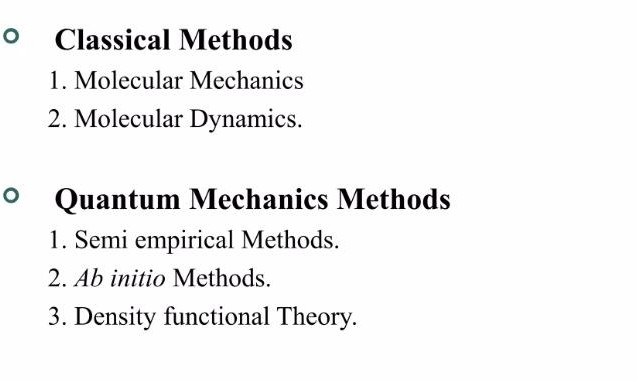 Classical Methods
1. Molecular Mechanics
2. Molecular Dynamics.
Quantum Mechanics Methods
1. Semi empirical Methods.
2. Ab initio Methods.
3. Density functional Theory.